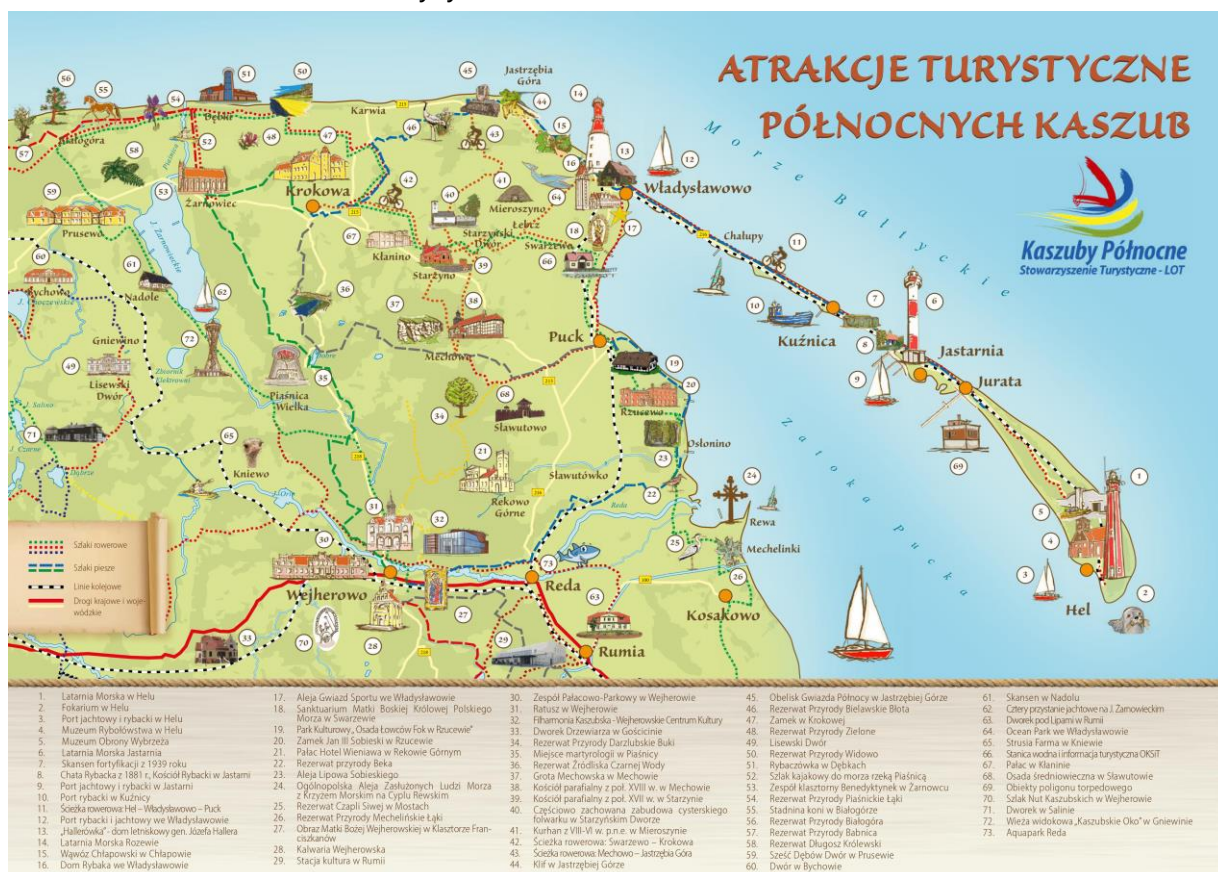 ATRAKCJE TURYSTYCZNE
PÓŁNOCNYCH KASZUB
Kaszuby Północne
Stowarzyszenie Turystyczne - LOT
Morze Bałtyckie
Zatoka Pucka
Jastrzębia
Góra
Karwia
Dębki
Białogóra
Piaśnica
Żarnowiec
Krokowa
J. Żarnowieckie
Prusewo
Bychowo
Nadole
Gniewino
Lisewski
Dwór
Zbiornik
Elektrowni
Piaśnica
Wielka
Kłanino
Starzyński
Dwór
Starzyno
Mieroszyno
Łebcz
Swarzewo
Władysławowo
Chałupy
Kuźnica
Jastarnia
Jurata
Hel
Mechowo
Puck
Rzucewo
Osłonino
Sławutowo
Sławutówko
Rekowo
Górne
Reda
Rewa
Mechelinki
Kosakowo
Rumia
Reda
Wejherowo
Kniewo
J. Salino
J. Czarne
Dąbrze
Szlaki rowerowe
Szlaki piesze
Linie kolejowe
Drogi krajowe i woje-
wódzkie
1. Latarnia Morska w Helu
2. Fokarium w Helu
3. Port jachtowy i rybacki w Helu
4. Muzeum Rybołówstwa w Helu
5. Muzeum Obrony Wybrzeża
6. Latarnia Morska Jastarnia
7. Skansen fortyfikacji z 1939 roku
8. Chata Rybacka z 1881 r., Kościół Rybacki w Jastarni
9. Port jachtowy i rybacki w Jastarni
10. Port rybacki w Kuźnicy
11. Ścieżka rowerowa: Hel – Władysławowo – Puck
12. Port rybacki i jachtowy we Władysławowie
13. „Hallerówka" - dom letniskowy gen. Józefa Hallera
14. Latarnia Morska Rozewie
15. Wąwóz Chłapowski w Chłapowie
16. Dom Rybaka we Władysławowie
17. Aleja Gwiazd Sportu we Władysławowie
18. Sanktuarium Matki Boskiej Królowej Polskiego
Morza w Swarzewie
19. Park Kulturowy „Osada Łowców Fok w Rzucewie"
20. Zamek Jan III Sobieski w Rzucewie
21. Pałac Hotel Wieniawa w Rekowie Górnym
22. Rezerwat przyrody Beka
23. Aleja Lipowa Sobieskiego
24. Ogólnopolska Aleja Zasłużonych Ludzi Morza
z Krzyżem Morskim na Cyplu Rewskim
25. Rezerwat Czapli Siwej w Mostach
26. Rezerwat Przyrody Mechelińskie Łąki
27. Obraz Matki Bożej Wejherowskiej w Klasztorze Fran-
ciszkanów
28. Kalwaria Wejherowska
29. Stacja kultura w Rumii
30. Zespół Pałacowo-Parkowy w Wejherowie
31. Ratusz w Wejherowie
32. Filharmonia Kaszubska - Wejherowskie Centrum Kultury
33. Dworek Drzewiarza w Gościcinie
34. Rezerwat Przyrody Darzlubskie Buki
35. Miejsce martyrologii w Piaśnicy
36. Rezerwat Źródliska Czarnej Wody
37. Grota Mechowska w Mechowie
38. Kościół parafialny z poł. XVIII w. w Mechowie
39. Kościół parafialny z poł. XVII w. w Starzynie
40. Częściowo zachowana zabudowa cysterskiego
folwarku w Starzyńskim Dworze
41. Kurhan z VIII-VI w. p.n.e. w Mieroszynie
42. Ścieżka rowerowa: Swarzewo – Krokowa
43. Ścieżka rowerowa: Mechowo – Jastrzębia Góra
44. Klif w Jastrzębiej Górze
45. Obelisk Gwiazda Północy w Jastrzębiej Górze
46. Rezerwat Przyrody Bielawskie Błota
47. Zamek w Krokowej
48. Rezerwat Przyrody Zielone
49. Lisewski Dwór
50. Rezerwat Przyrody Widowo
51. Rybaczówka w Dębkach
52. Szlak kajakowy do morza rzeką Piaśnicą
53. Zespół klasztorny Benedyktynek w Żarnowcu
54. Rezerwat Przyrody Piaśnickie Łąki
55. Stadnina koni w Białogórze
56. Rezerwat Przyrody Białogóra
57. Rezerwat Przyrody Babnica
58. Rezerwat Długosz Królewski
59. Sześć Dębów Dwór w Prusewie
60. Dwór w Bychowie
61. Skansen w Nadolu
62. Cztery przystanie jachtowe na J. Żarnowieckim
63. Dworek pod Lipami w Rumii
64. Ocean Park we Władysławowie
65. Strusia Farma w Kniewie
66. Stanica wodna i informacja turystyczna OKSiT
67. Pałac w Kłaninie
68. Osada średniowieczna w Sławutowie
69. Obiekty poligonu torpedowego
70. Szlak Nut Kaszubskich w Wejherowie
71. Dworek w Salinie
72. Wieża widokowa „Kaszubskie Oko" w Gniewinie
73. Aquapark Reda